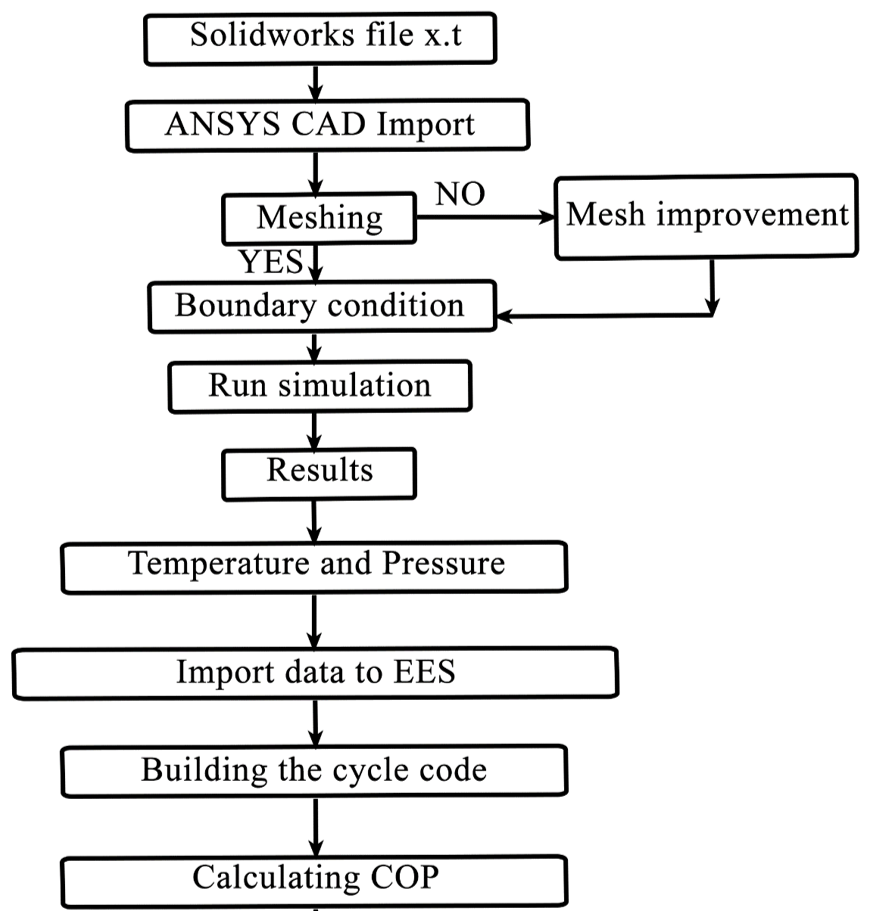 Solidworks file x.t
ANSYS CAD Import
NO
Meshing
Mesh improvement
YES
Boundary condition
Run simulation
Results
Temperature and Pressure
Import data to EES
Building the cycle code
Calculating COP